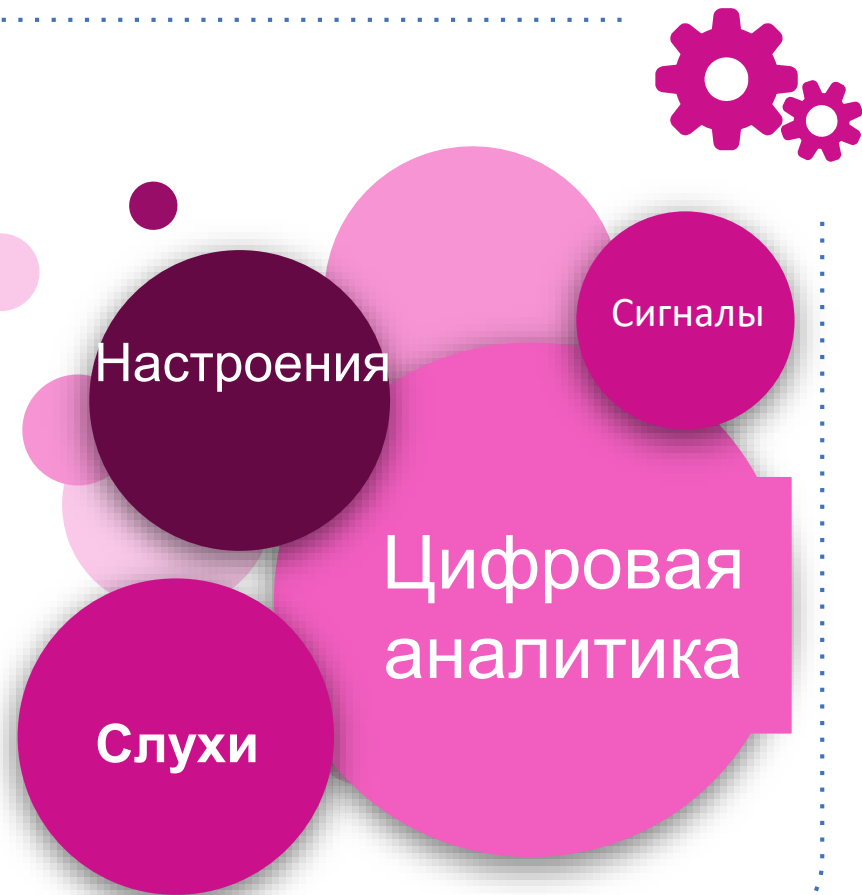 Сигналы
Настроения
Цифровая
аналитика
Слухи